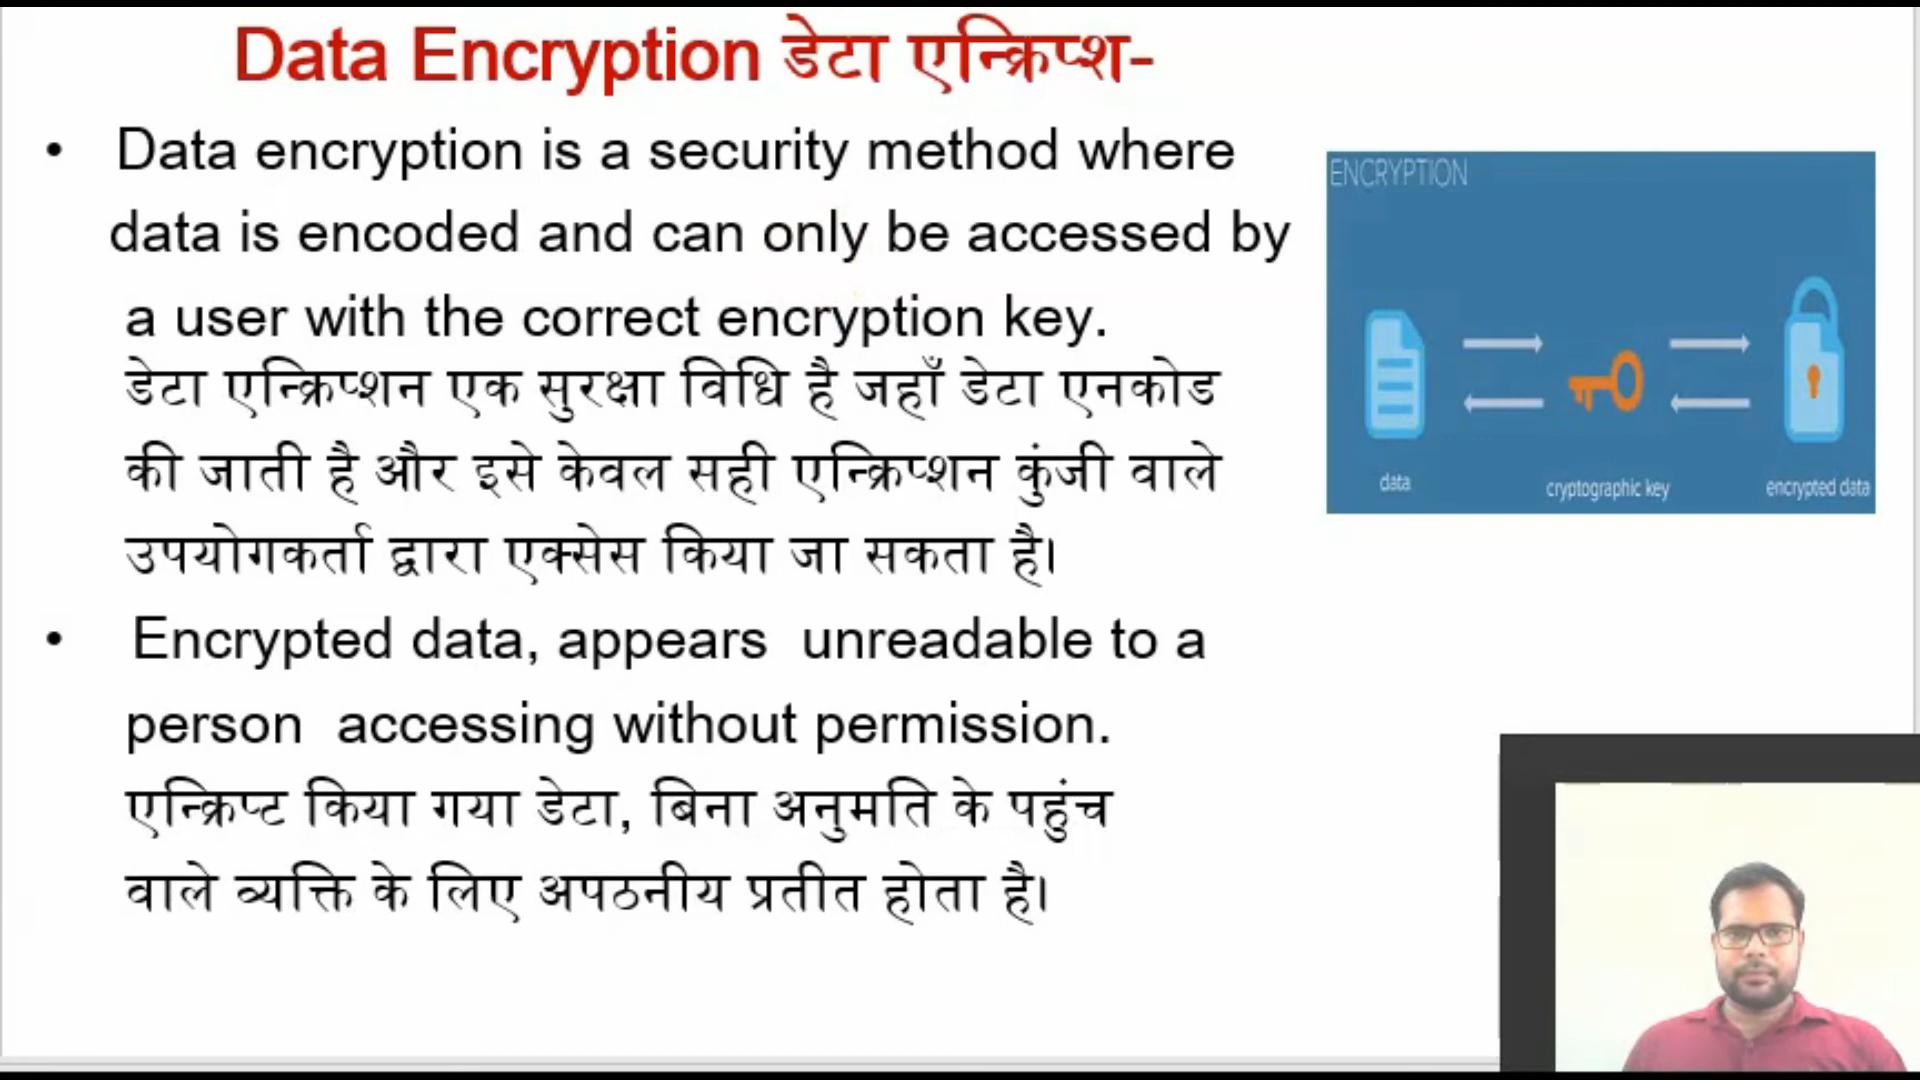 Data Encryption डेटा एन्क्रिप्श-
• Data encryption is a security method where
data is encoded and can only be accessed by
a user with the correct encryption key.
डेटा एन्क्रिप्शन एक सुरक्षा विधि है जहाँ डेटा एनकोड
की जाती है और इसे केवल सही एन्क्रिप्शन कुंजी वाले
उपयोगकर्ता द्वारा एक्सेस किया जा सकता है।
• Encrypted data, appears unreadable to a
person accessing without permission.
एन्क्रिप्ट किया गया डेटा, बिना अनुमति के पहुंच
वाले व्यक्ति के लिए अपठनीय प्रतीत होता है।
ENCRYPTION
data
cryptographic key
encrypted data